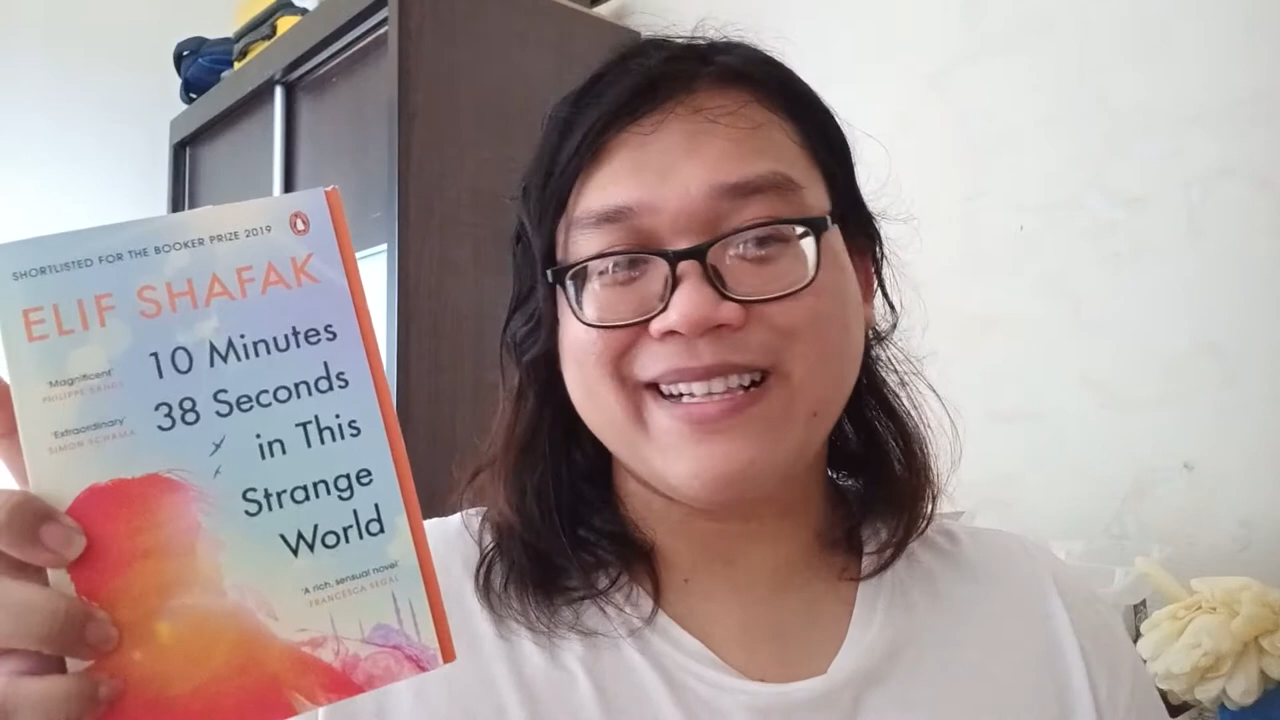 SHORTLISTED FOR THE BOOKER PRIZE 2019
ELIF SHAFAK
10 Minutes
38 Seconds
in This
Strange
World
'Magnificent'
PHILIPPE SANDS
'Extraordinary'
SIMON SCHAMA
'A rich, sensual novel'
FRANCESCA SEGAL